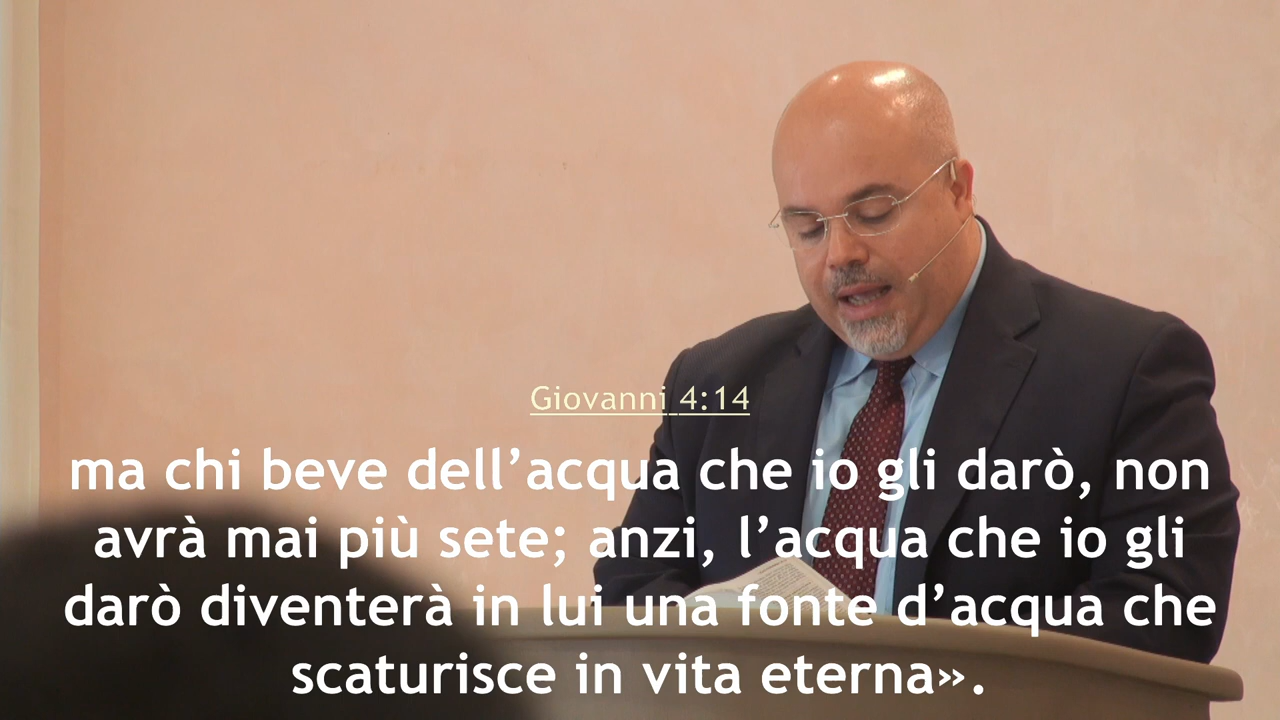 Giovanni 4:14
ma chi beve dell’acqua che io gli darò, non
avrà mai più sete; anzi, l’acqua che io gli
darò diventerà in lui una fonte d’acqua che
scaturisce in vita eterna».